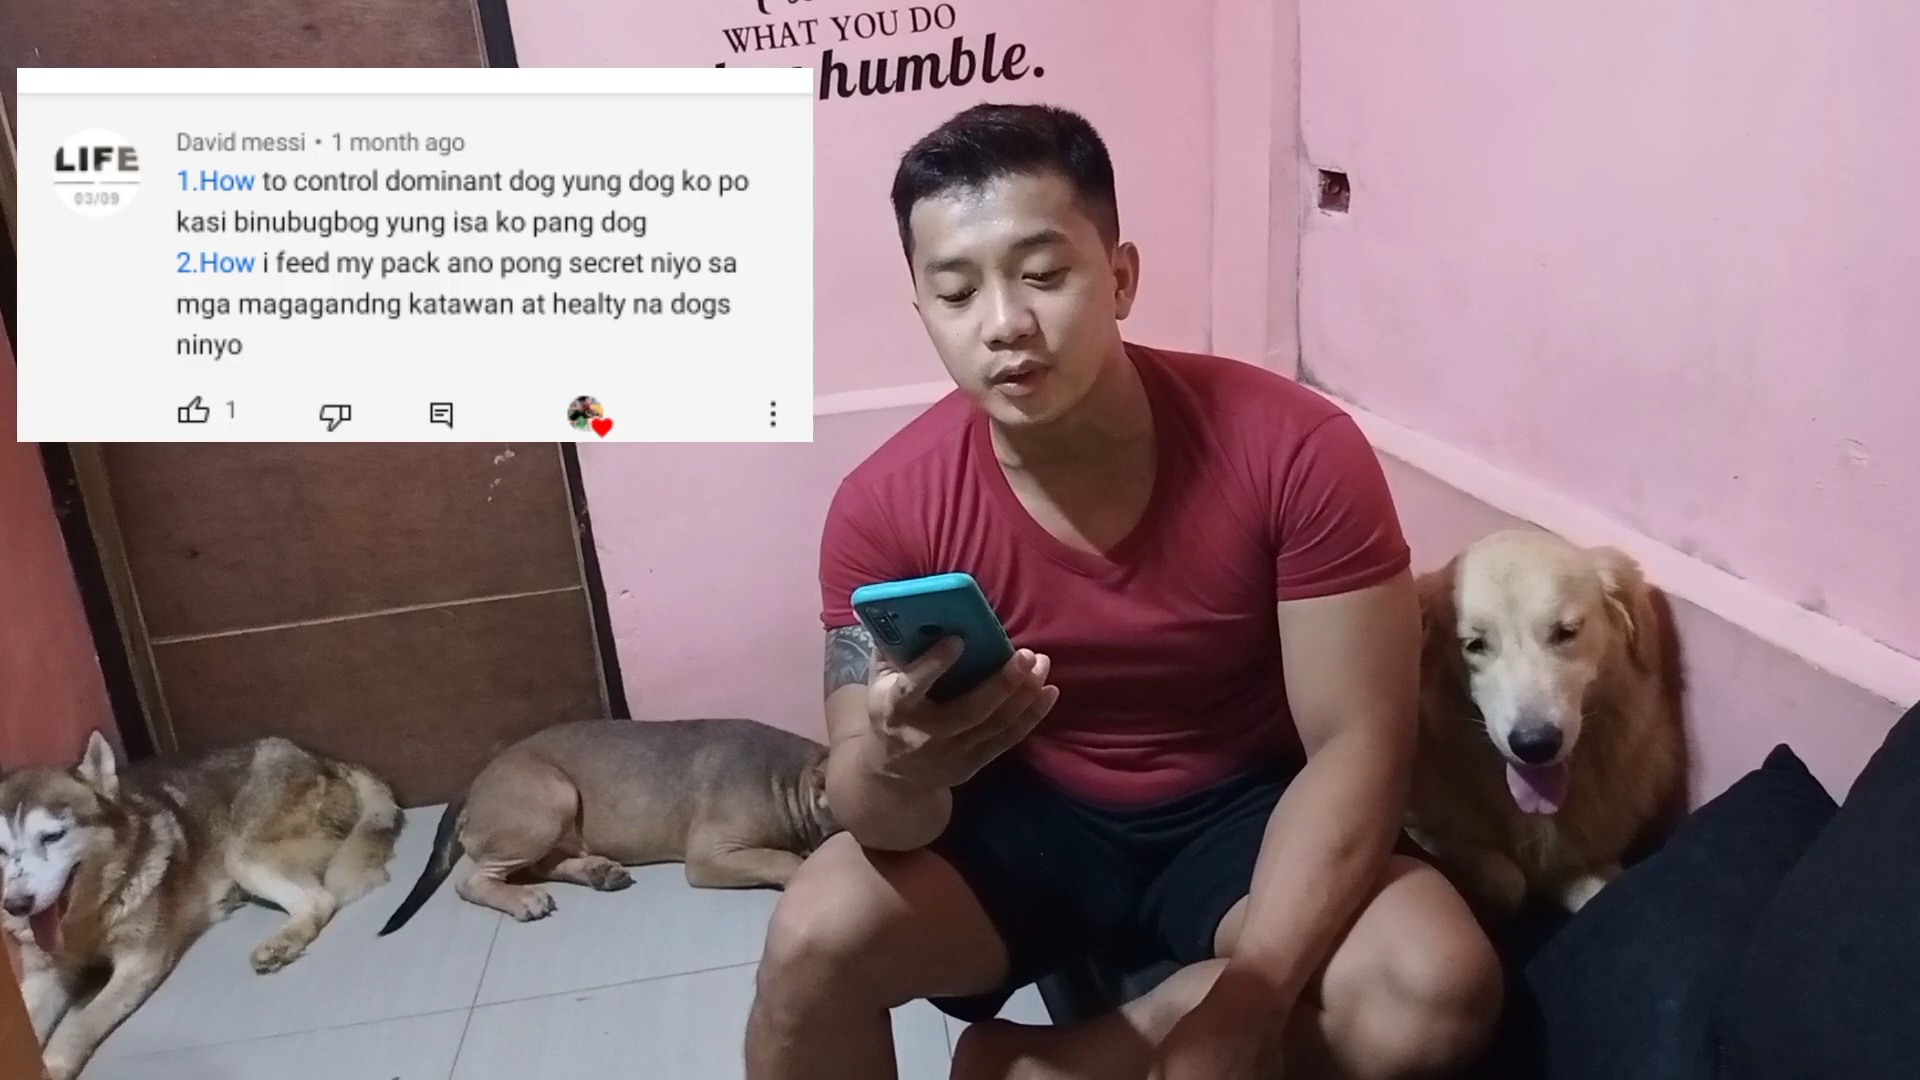 WHAT YOU DO
humble.
LIFE
03/09
David messi • 1 month ago
1.How to control dominant dog yung dog ko po
kasi binubugbog yung isa ko pang dog
2.How i feed my pack ano pong secret niyo sa
mga magagandng katawan at healty na dogs
ninyo
1